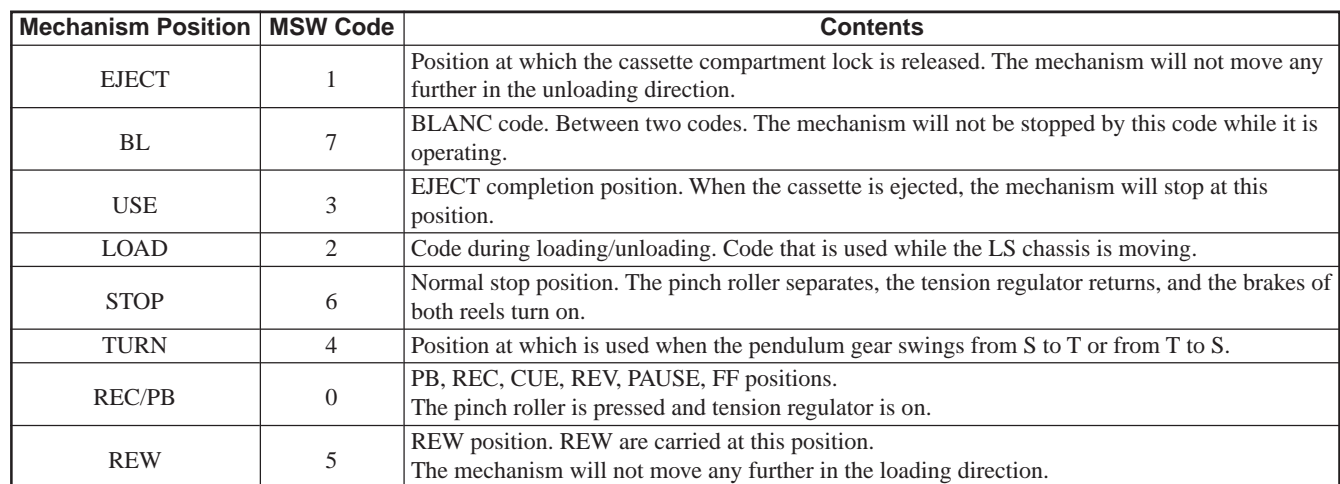 Mechanism Position MSW Code Contents
EJECT 1 Position at which the cassette compartment lock is released. The mechanism will not move any
further in the unloading direction.
BL 7 BLANC code. Between two codes. The mechanism will not be stopped by this code while it is
operating.
USE 3 EJECT completion position. When the cassette is ejected, the mechanism will stop at this
position.
LOAD 2 Code during loading/unloading. Code that is used while the LS chassis is moving.
STOP 6 Normal stop position. The pinch roller separates, the tension regulator returns, and the brakes of
both reels turn on.
TURN 4 Position at which is used when the pendulum gear swings from S to T or from T to S.
REC/PB 0 PB, REC, CUE, REV, PAUSE, FF positions.
The pinch roller is pressed and tension regulator is on.
REW 5 REW position. REW are carried at this position.
The mechanism will not move any further in the loading direction.